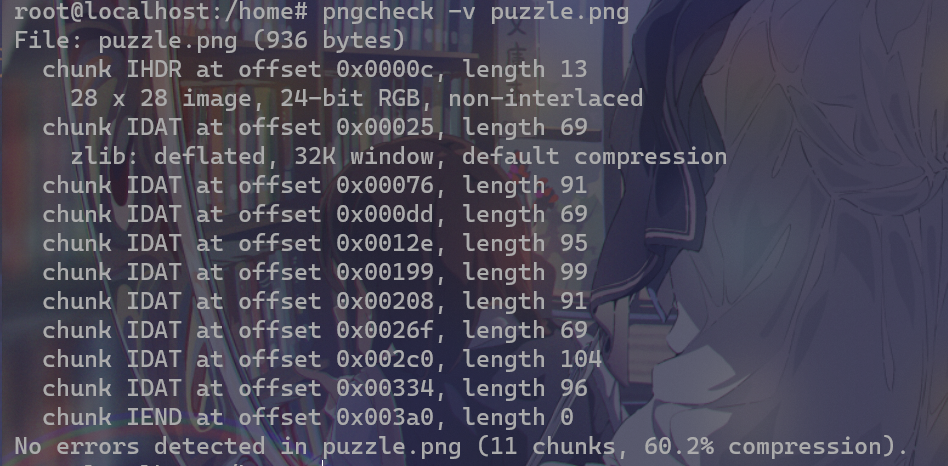 root@localhost:/home# pngcheck -v puzzle.png
File: puzzle.png (936 bytes)
  chunk IHDR at offset 0x0000c, length 13
    28 x 28 image, 24-bit RGB, non-interlaced
  chunk IDAT at offset 0x00025, length 69
    zlib: deflated, 32K window, default compression
  chunk IDAT at offset 0x00076, length 91
  chunk IDAT at offset 0x000dd, length 69
  chunk IDAT at offset 0x0012e, length 95
  chunk IDAT at offset 0x00199, length 99
  chunk IDAT at offset 0x00208, length 91
  chunk IDAT at offset 0x0026f, length 69
  chunk IDAT at offset 0x002c0, length 104
  chunk IDAT at offset 0x00334, length 96
  chunk IEND at offset 0x003a0, length 0
No errors detected in puzzle.png (11 chunks, 60.2% compression).